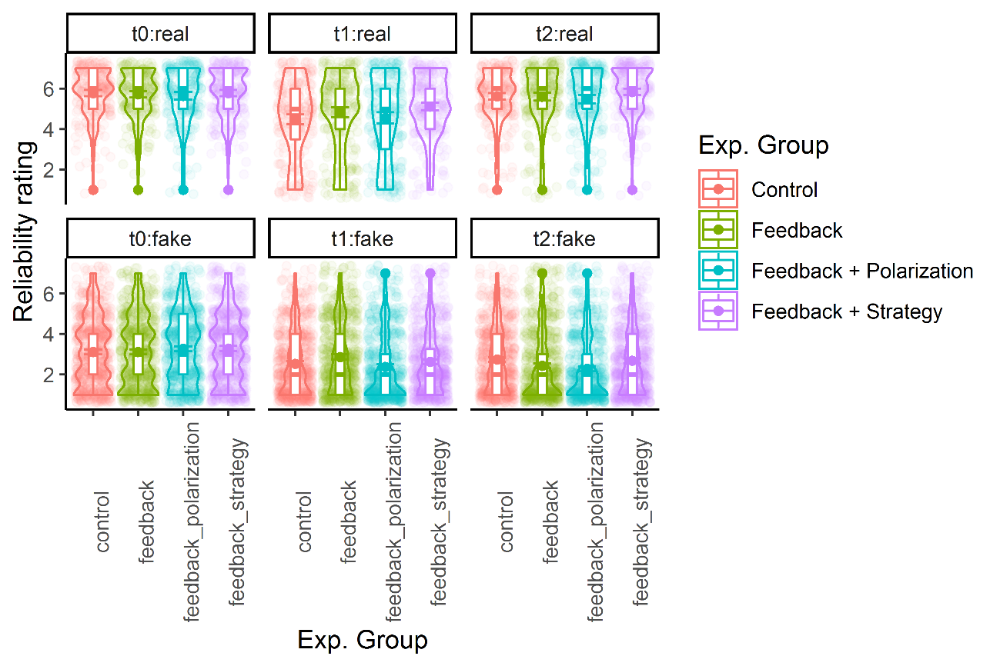 t0:real
t1:real
t2:real
6
4
2
t0:fake
t1:fake
t2:fake
6
4
2
Reliability rating
control
feedback
feedback_polarization
feedback_strategy
control
feedback
feedback_polarization
feedback_strategy
control
feedback
feedback_polarization
feedback_strategy
Exp. Group
Exp. Group
Control
Feedback
Feedback + Polarization
Feedback + Strategy